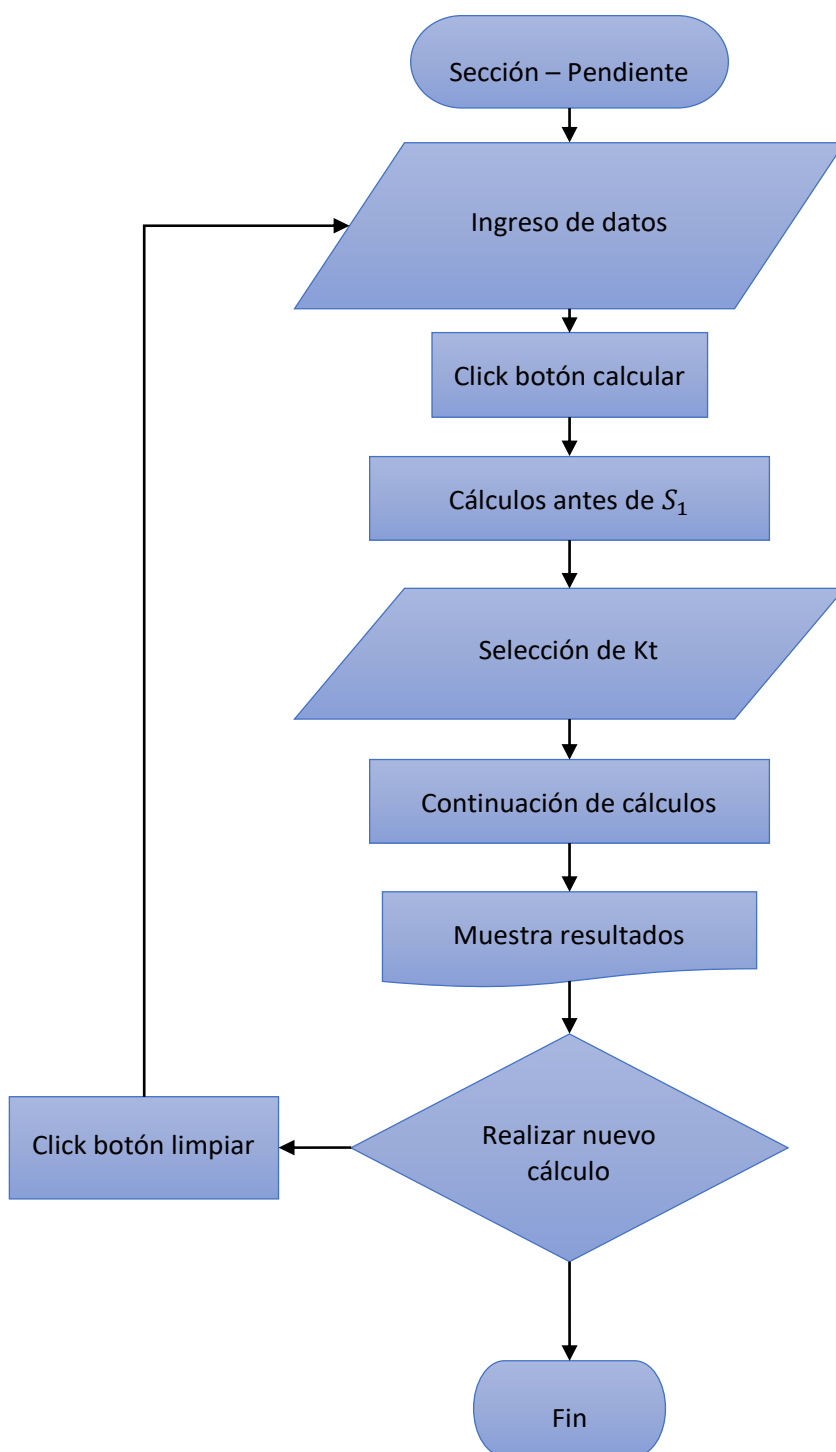 Sección – Pendiente
Ingreso de datos
Click botón calcular
Cálculos antes de S₁
Selección de Kt
Continuación de cálculos
Muestra resultados
Realizar nuevo
cálculo
Click botón limpiar
Fin